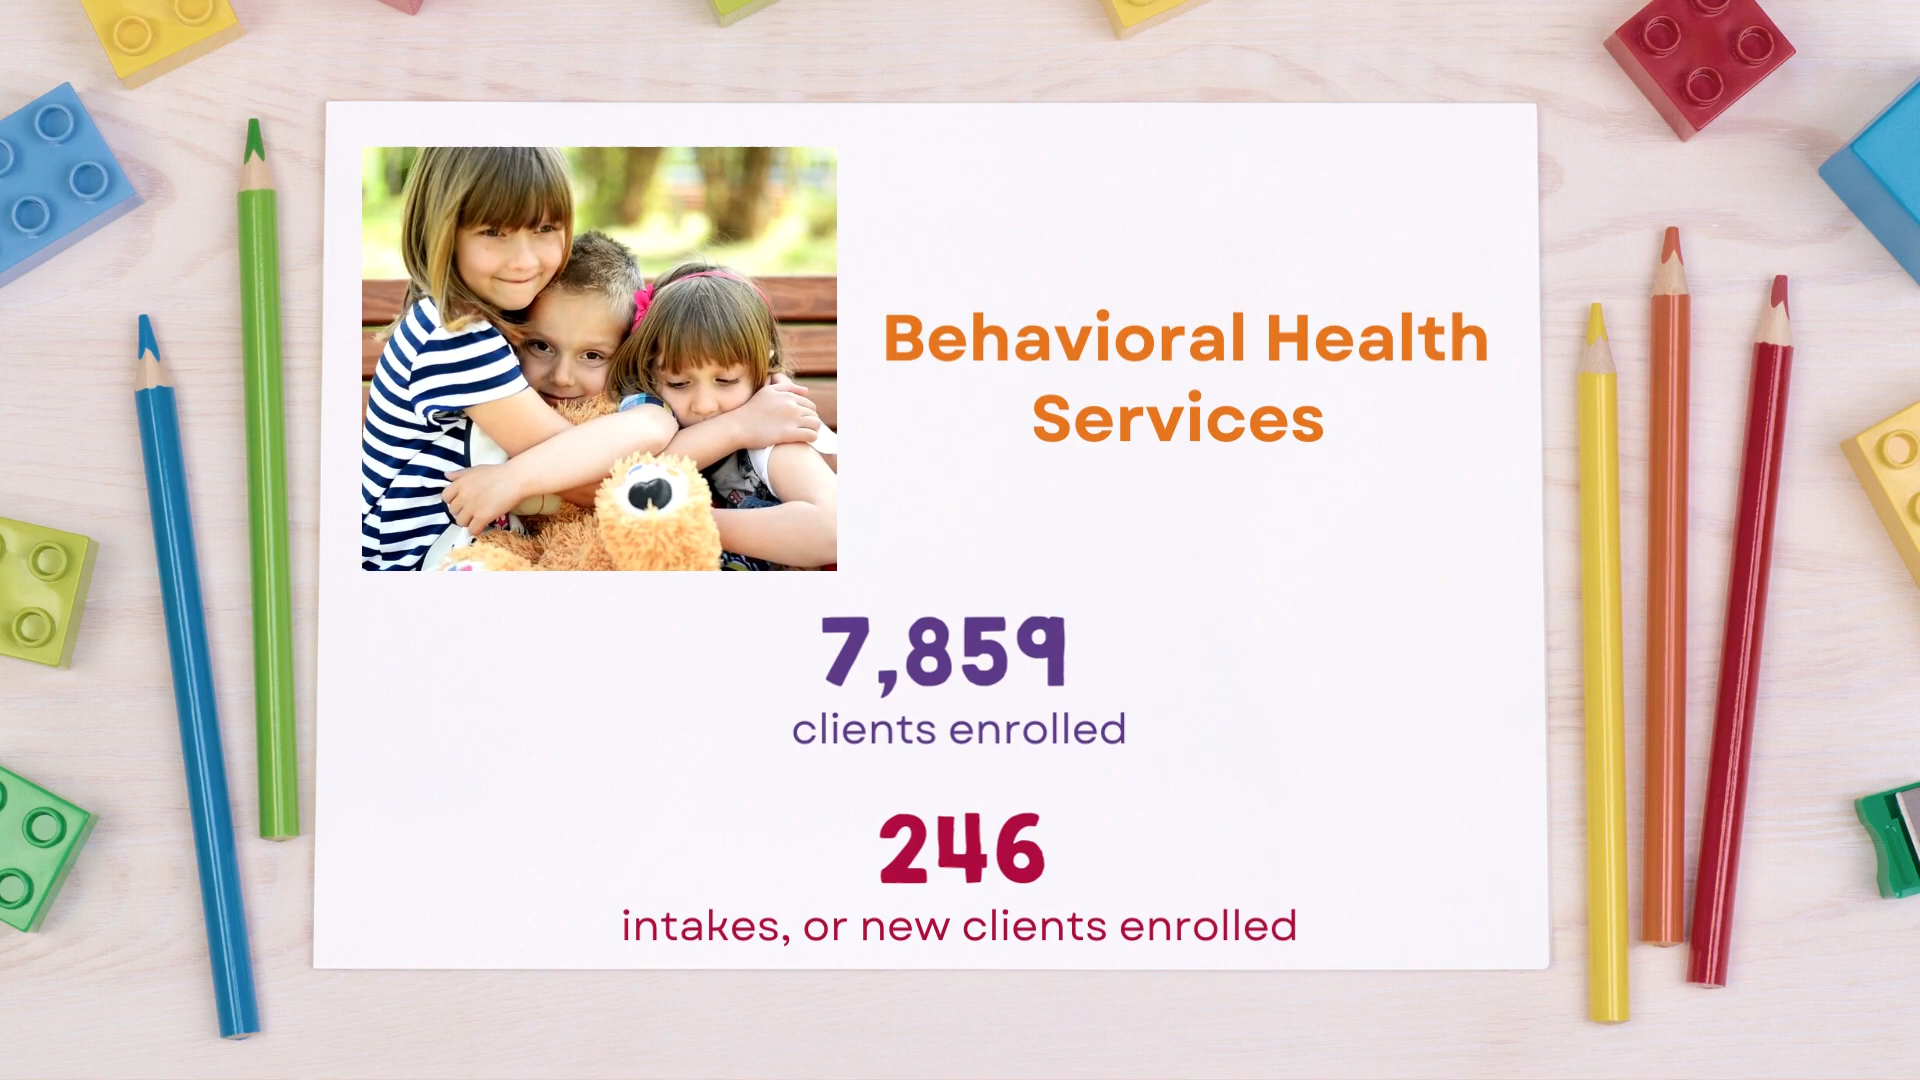 Behavioral Health
Services
7,859
clients enrolled
246
intakes, or new clients enrolled